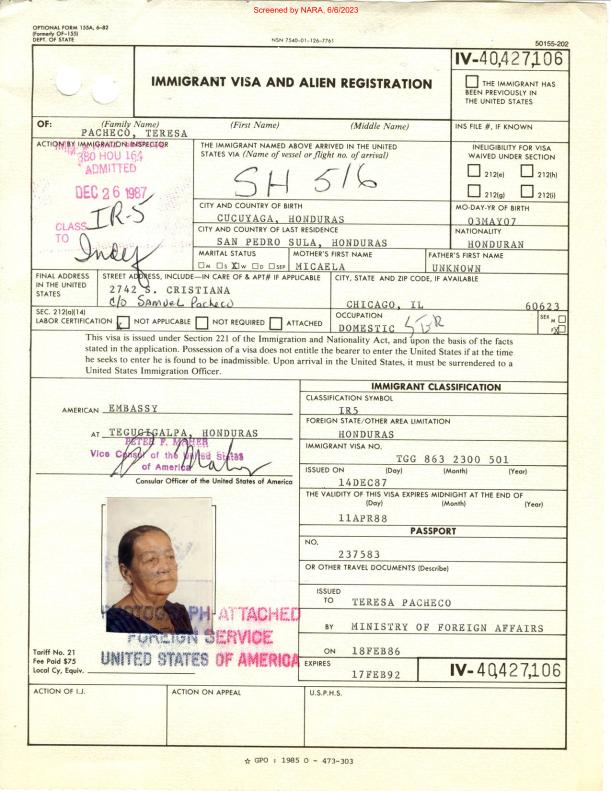 Screened by NARA, 6/6/2023
OPTIONAL FORM 155A, 6-82
(Formerly OF-155)
DEPT. OF STATE
NSN 7540-01-126-7761
50155-202
IMMIGRANT VISA AND ALIEN REGISTRATION
IV-40,427,106
THE IMMIGRANT HAS
BEEN PREVIOUSLY IN
THE UNITED STATES
OF: (Family Name) (First Name) (Middle Name)
PACHECO, TERESA
INS FILE #, IF KNOWN
ACTION BY IMMIGRATION INSPECTOR
380 HOU 164
ADMITTED
DEC 26 1987
CLASS IR-5
TO Indef
THE IMMIGRANT NAMED ABOVE ARRIVED IN THE UNITED
STATES VIA (Name of vessel or flight no. of arrival)
SH 516
INELIGIBILITY FOR VISA
WAIVED UNDER SECTION
212(e) 212(h)
212(g) 212(i)
CITY AND COUNTRY OF BIRTH
CUCUYAGA, HONDURAS
MO-DAY-YR OF BIRTH
03MAY07
CITY AND COUNTRY OF LAST RESIDENCE
SAN PEDRO SULA, HONDURAS
NATIONALITY
HONDURAN
MARITAL STATUS
M S X W D SEP
MOTHER'S FIRST NAME
MICAELA
FATHER'S FIRST NAME
UNKNOWN
FINAL ADDRESS
IN THE UNITED
STATES
STREET ADDRESS, INCLUDE—IN CARE OF & APT# IF APPLICABLE
2742 S. CRISTIANA
c/o Samuel Pacheco
CITY, STATE AND ZIP CODE, IF AVAILABLE
CHICAGO, IL 60623
SEC. 212(a)(14)
LABOR CERTIFICATION
x NOT APPLICABLE NOT REQUIRED ATTACHED
OCCUPATION
DOMESTIC
SEX M
F X
This visa is issued under Section 221 of the Immigration and Nationality Act, and upon the basis of the facts
stated in the application. Possession of a visa does not entitle the bearer to enter the United States if at the time
he seeks to enter he is found to be inadmissible. Upon arrival in the United States, it must be surrendered to a
United States Immigration Officer.
AMERICAN EMBASSY
AT TEGUCIGALPA, HONDURAS
PETER F. MAHER
Vice Consul of the United States
of America
Consular Officer of the United States of America
IMMIGRANT CLASSIFICATION
CLASSIFICATION SYMBOL
IR5
FOREIGN STATE/OTHER AREA LIMITATION
HONDURAS
IMMIGRANT VISA NO.
TGG 863 2300 501
ISSUED ON (Day) (Month) (Year)
14DEC87
THE VALIDITY OF THIS VISA EXPIRES MIDNIGHT AT THE END OF
(Day) (Month) (Year)
11APR88
PASSPORT
NO.
237583
OR OTHER TRAVEL DOCUMENTS (Describe)
ISSUED
TO TERESA PACHECO
BY MINISTRY OF FOREIGN AFFAIRS
ON 18FEB86
EXPIRES 17FEB92
IV-40,427,106
PHOTOGRAPH ATTACHED
FOREIGN SERVICE
UNITED STATES OF AMERICA
Tariff No. 21
Fee Paid $75
Local Cy, Equiv.
ACTION OF I.J.
ACTION ON APPEAL
U.S.P.H.S.
☆ GPO : 1985 O - 473-303